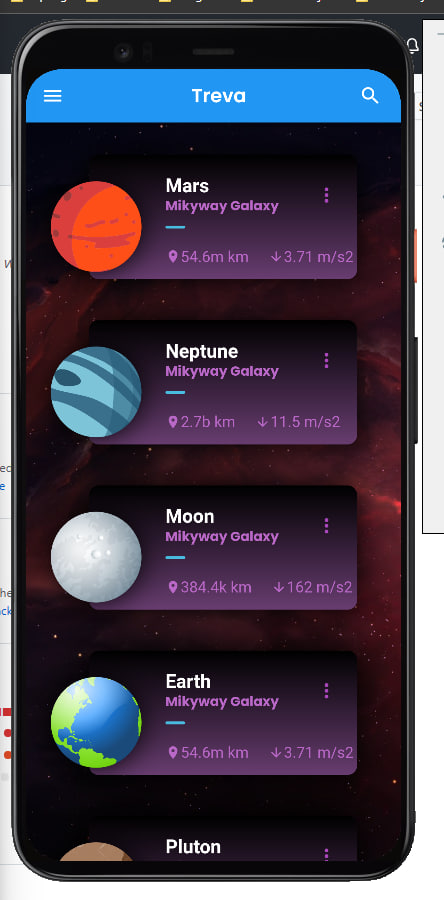 Treva
Mars
Mikyway Galaxy
54.6m km 3.71 m/s2
Neptune
Mikyway Galaxy
2.7b km 11.5 m/s2
Moon
Mikyway Galaxy
384.4k km 162 m/s2
Earth
Mikyway Galaxy
54.6m km 3.71 m/s2
Pluton